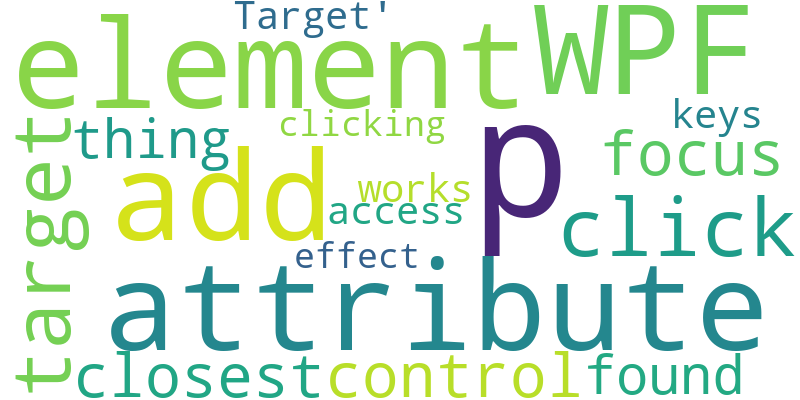 Target'
element
WPF
clicking
keys
thing
target
p
focus
add
works
access
click
effect
attribute
closest
control
found